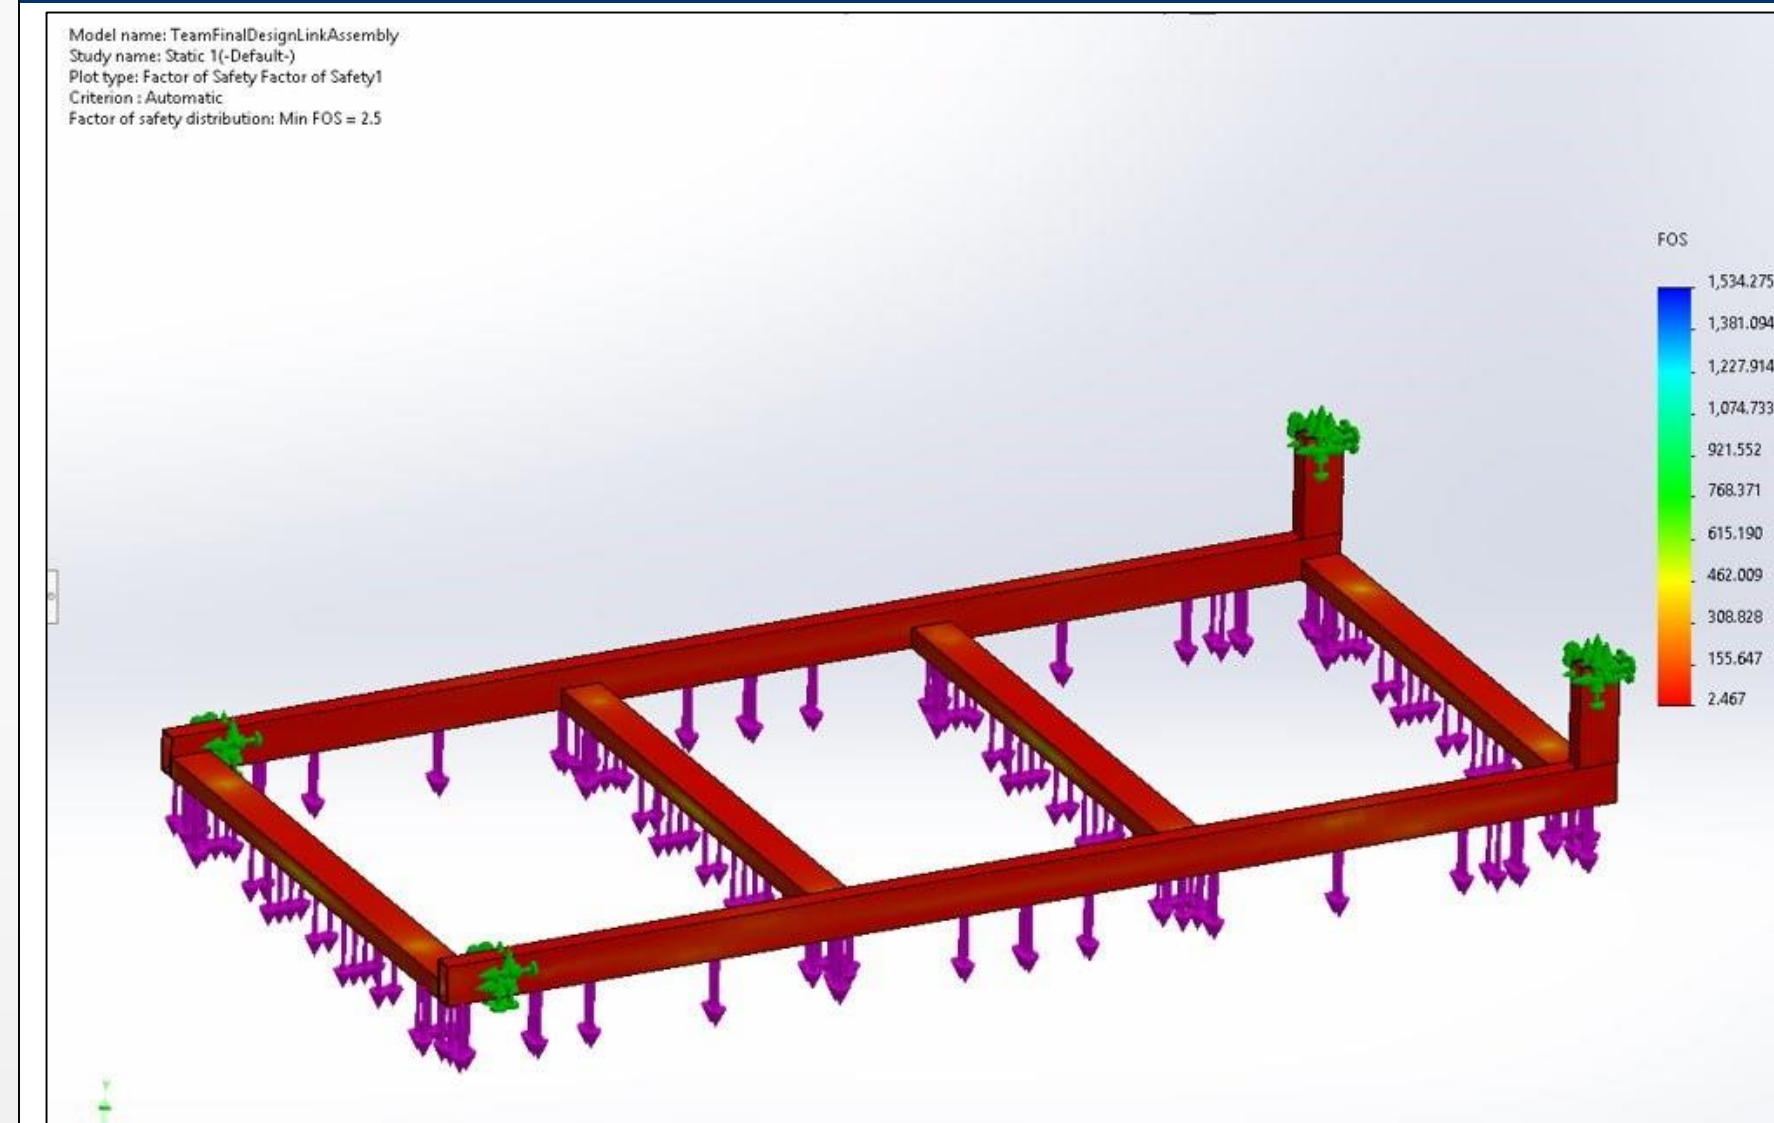 Model name: TeamFinalDesignLinkAssembly
Study name: Static 1(-Default-)
Plot type: Factor of Safety Factor of Safety1
Criterion : Automatic
Factor of safety distribution: Min FOS = 2.5
FOS
1,534.275
1,381.094
1,227.914
1,074.733
921.552
768.371
615.190
462.009
308.828
155.647
2.467